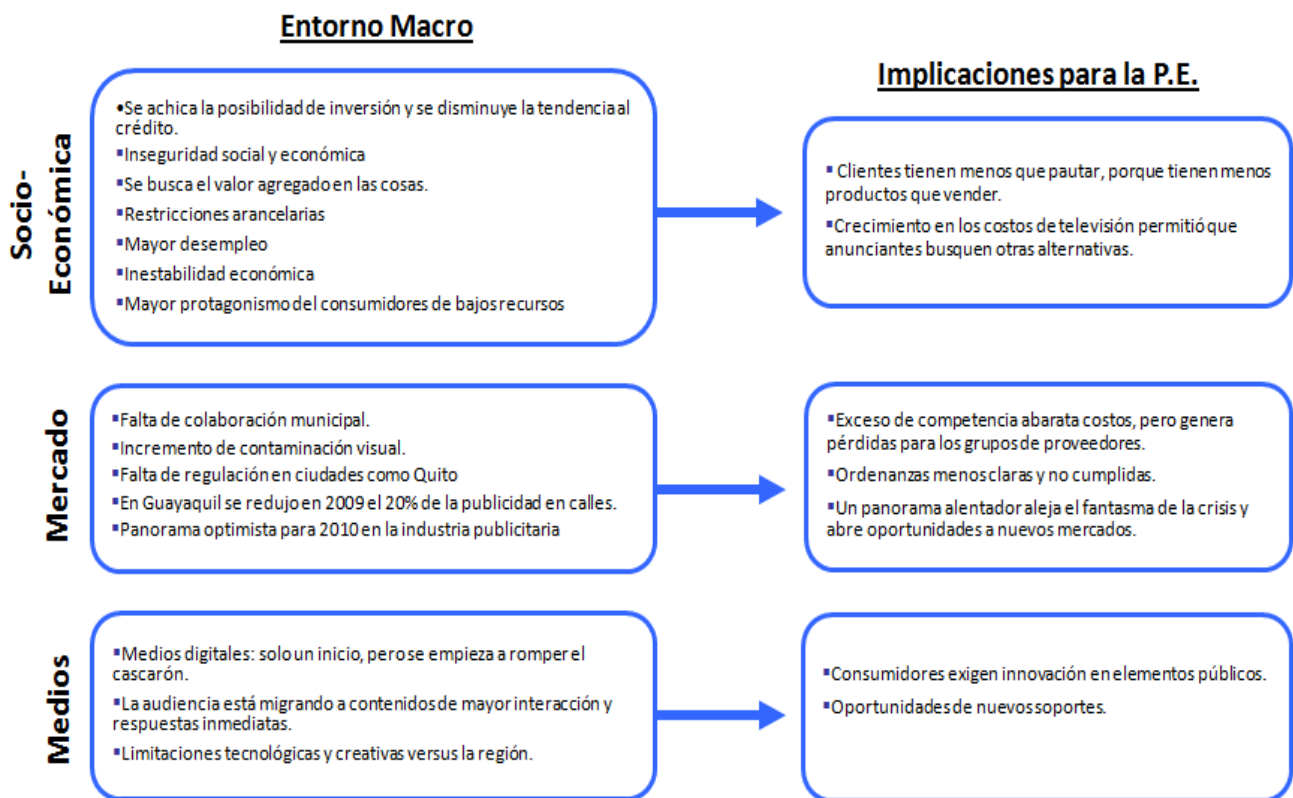 Entorno Macro
Implicaciones para la P.E.
Socio-
Económica
•Se achica la posibilidad de inversión y se disminuye la tendencia al
crédito.
▪Inseguridad social y económica
▪Se busca el valor agregado en las cosas.
▪Restricciones arancelarias
▪Mayor desempleo
▪Inestabilidad económica
▪Mayor protagonismo del consumidores de bajos recursos
▪ Clientes tienen menos que pautar, porque tienen menos
productos que vender.
▪Crecimiento en los costos de televisión permitió que
anunciantes busquen otras alternativas.
Mercado
▪Falta de colaboración municipal.
▪Incremento de contaminación visual.
▪Falta de regulación en ciudades como Quito
▪En Guayaquil se redujo en 2009 el 20% de la publicidad en calles.
▪Panorama optimista para 2010 en la industria publicitaria
▪Exceso de competencia abarata costos, pero genera
pérdidas para los grupos de proveedores.
▪Ordenanzas menos claras y no cumplidas.
▪Un panorama alentador aleja el fantasma de la crisis y
abre oportunidades a nuevos mercados.
Medios
▪Medios digitales: solo un inicio, pero se empieza a romper el
cascarón.
▪La audiencia está migrando a contenidos de mayor interacción y
respuestas inmediatas.
▪Limitaciones tecnológicas y creativas versus la región.
▪Consumidores exigen innovación en elementos públicos.
▪Oportunidades de nuevos soportes.